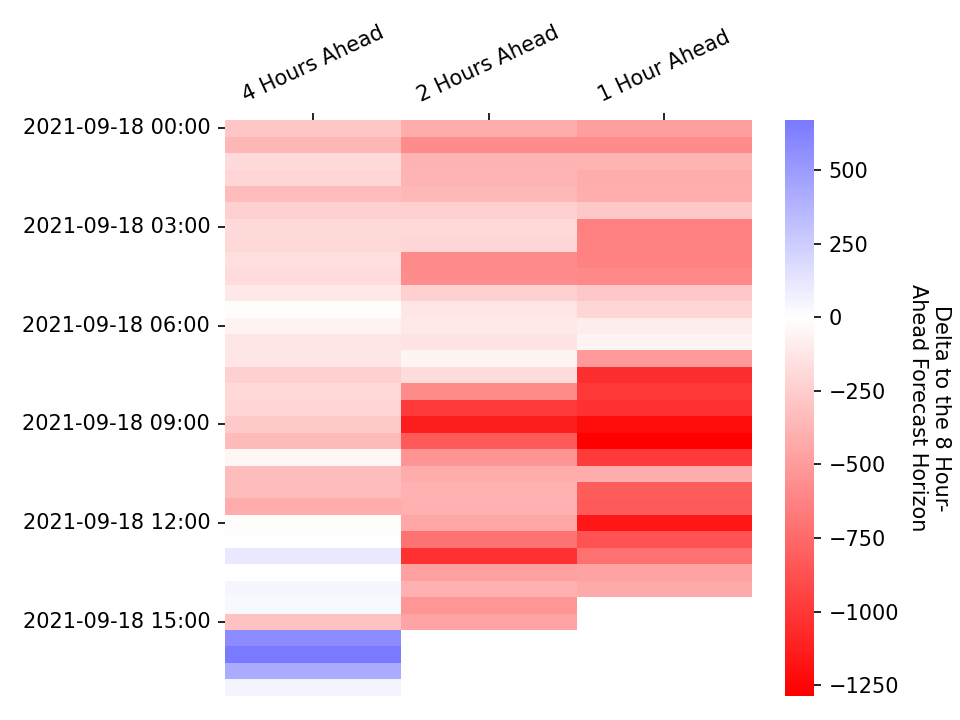 4 Hours Ahead
2 Hours Ahead
1 Hour Ahead
2021-09-18 00:00
2021-09-18 03:00
2021-09-18 06:00
2021-09-18 09:00
2021-09-18 12:00
2021-09-18 15:00
500
250
0
−250
−500
−750
−1000
−1250
Delta to the 8 Hour-
Ahead Forecast Horizon